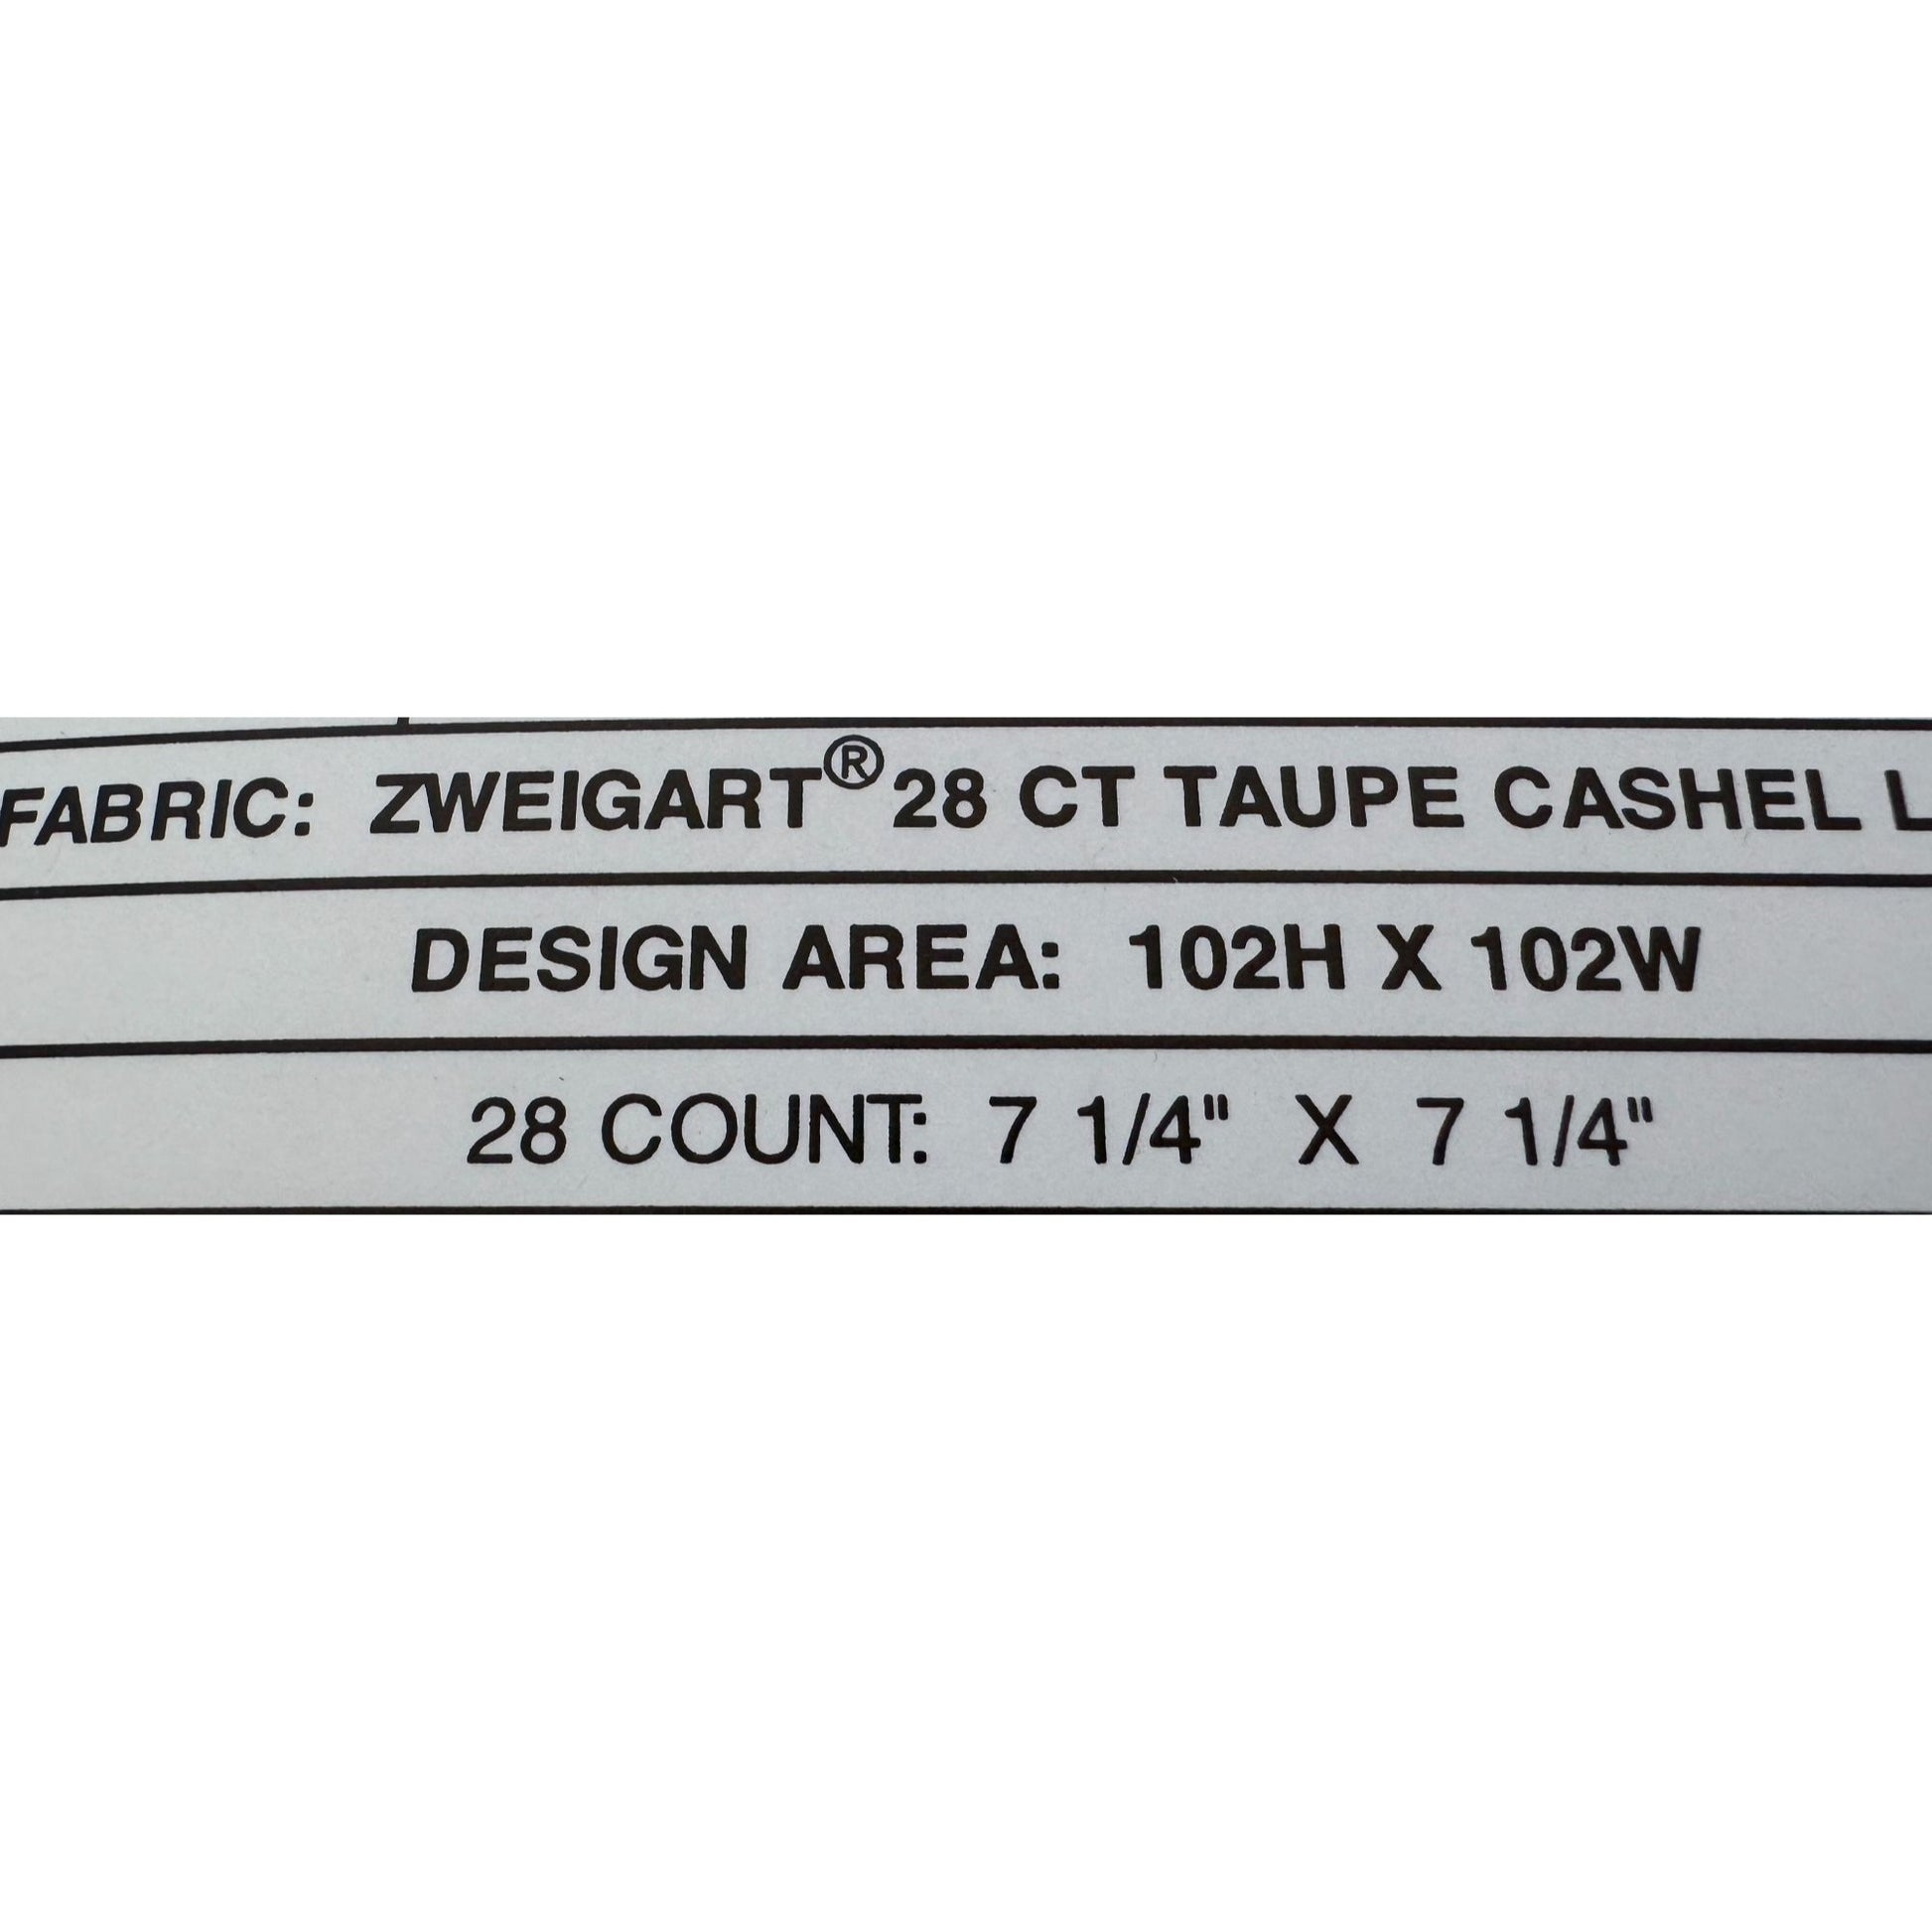 FABRIC: ZWEIGART® 28 CT TAUPE CASHEL L
DESIGN AREA: 102H X 102W
28 COUNT: 7 1/4" X 7 1/4"